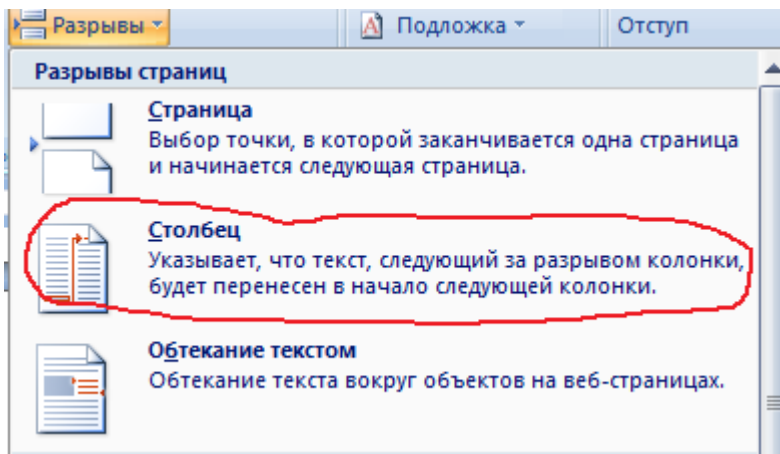 Разрывы Подложка Отступ
Разрывы страниц
Страница
Выбор точки, в которой заканчивается одна страница
и начинается следующая страница.
Столбец
Указывает, что текст, следующий за разрывом колонки,
будет перенесен в начало следующей колонки.
Обтекание текстом
Обтекание текста вокруг объектов на веб-страницах.